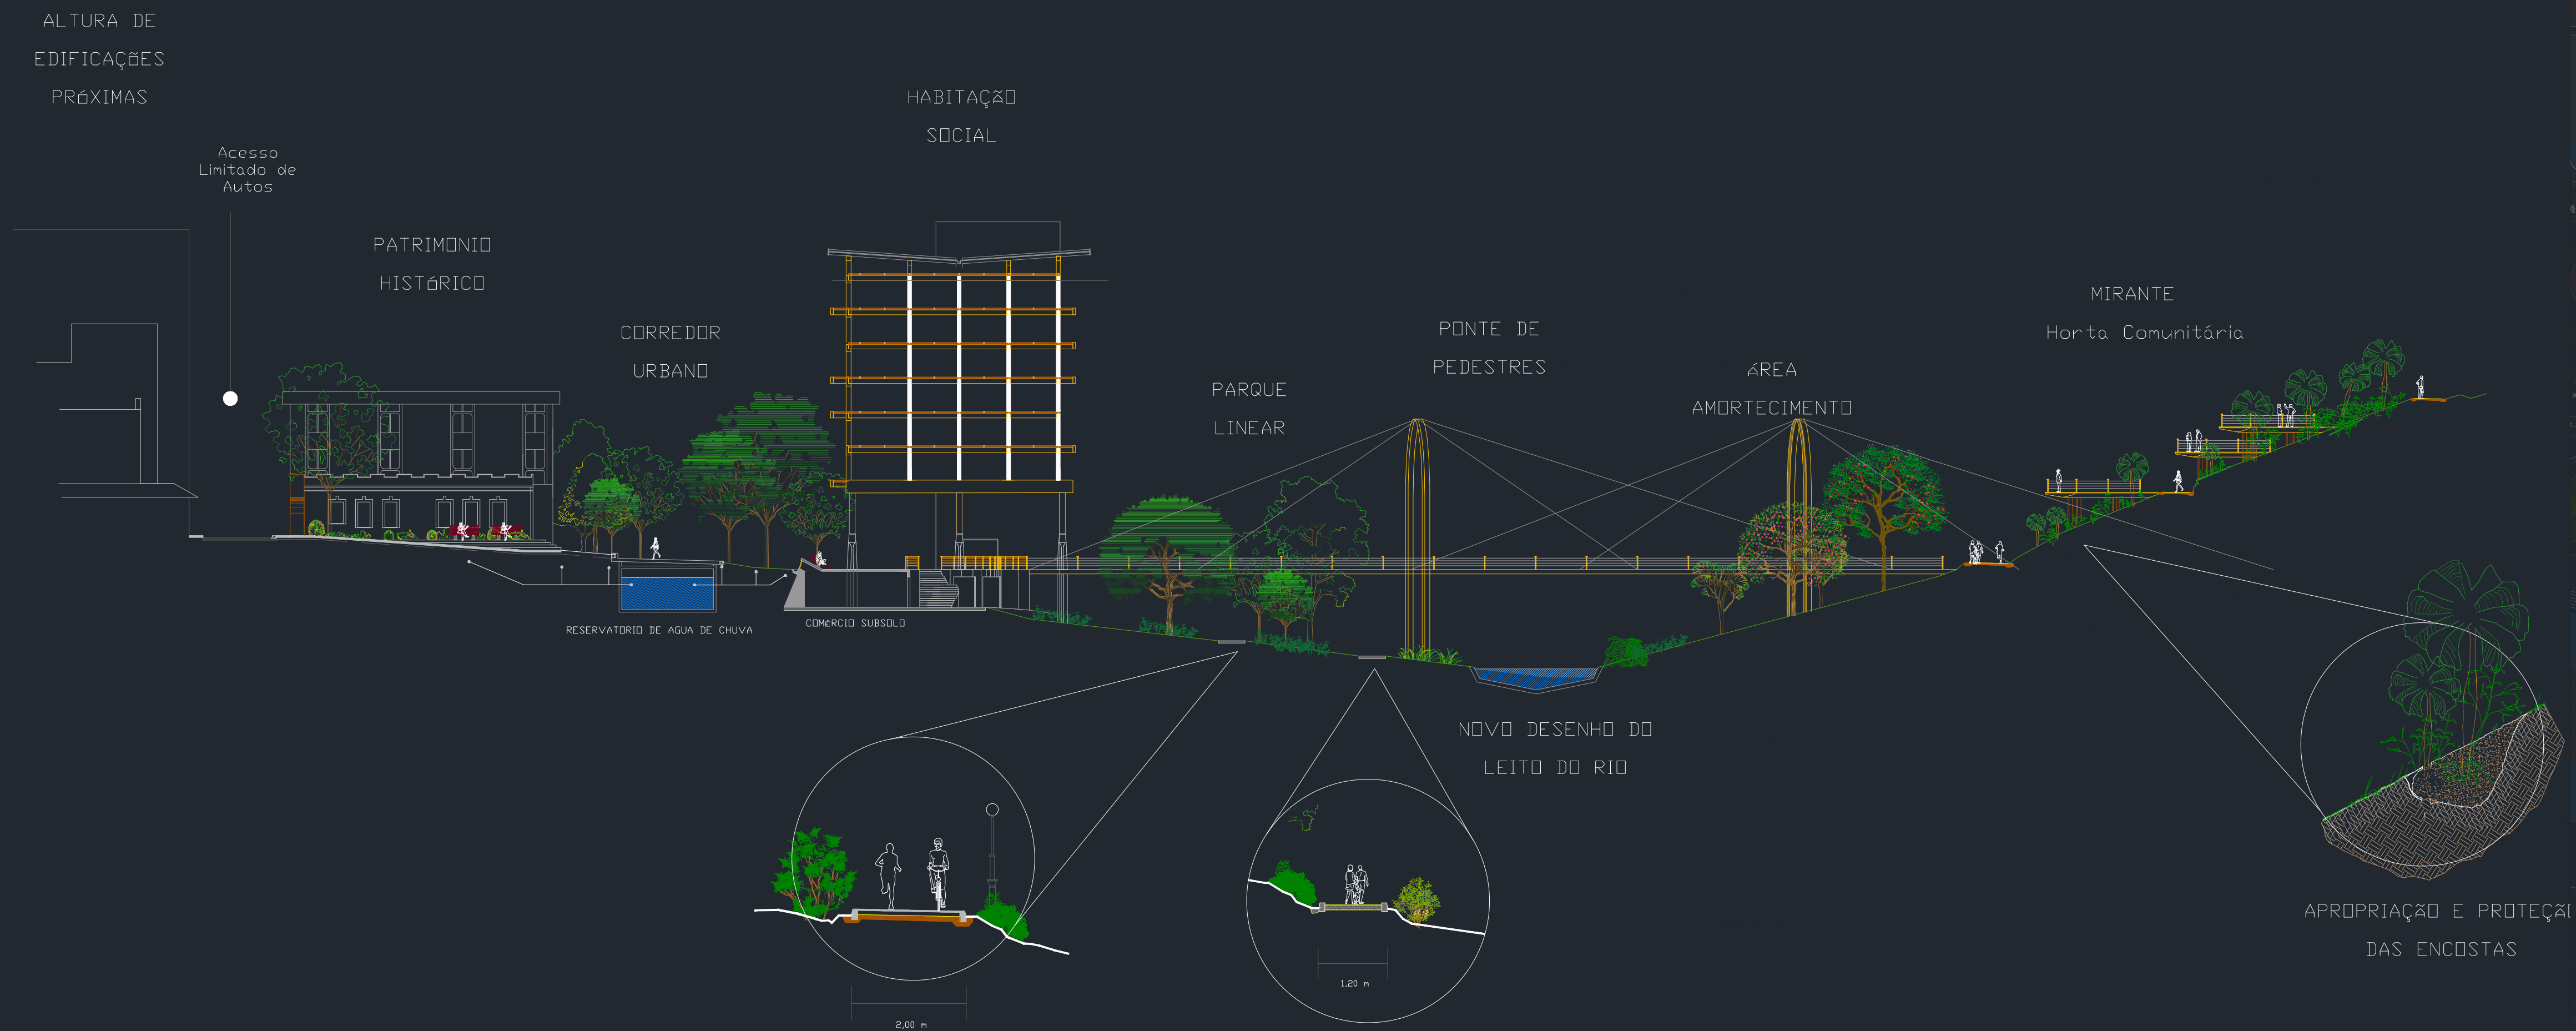 ALTURA DE
EDIFICAÇÕES
PRÓXIMAS
Acesso
Limitado de
Autos
PATRIMONIO
HISTÓRICO
CORREDOR
URBANO
HABITAÇÃO
SOCIAL
PARQUE
LINEAR
PONTE DE
PEDESTRES
ÁREA
AMORTECIMENTO
MIRANTE
Horta Comunitária
RESERVATORIO DE AGUA DE CHUVA
COMÉRCIO SUBSOLO
NOVO DESENHO DO
LEITO DO RIO
2,00 m
1,20 m
APROPRIAÇÃO E PROTEÇÃ
DAS ENCOSTAS